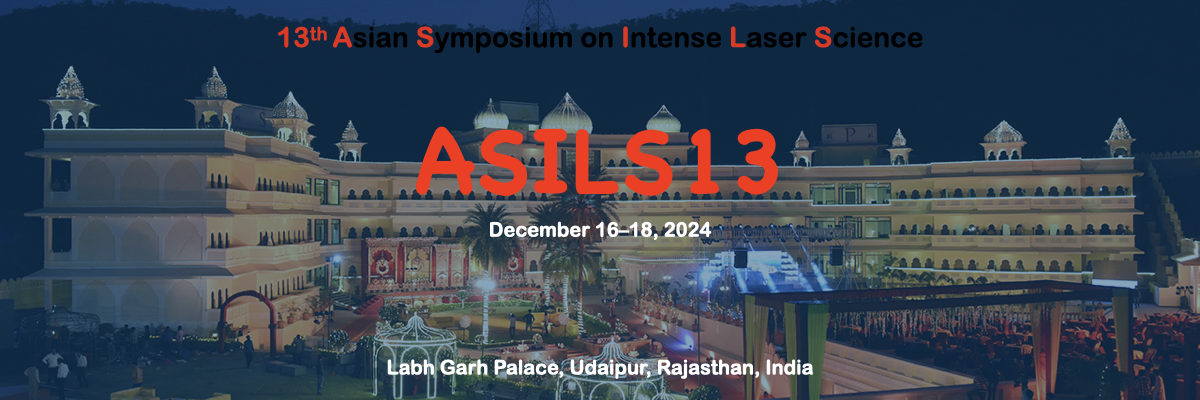 13th Asian Symposium on Intense Laser Science
ASILS13
December 16–18, 2024
Labh Garh Palace, Udaipur, Rajasthan, India